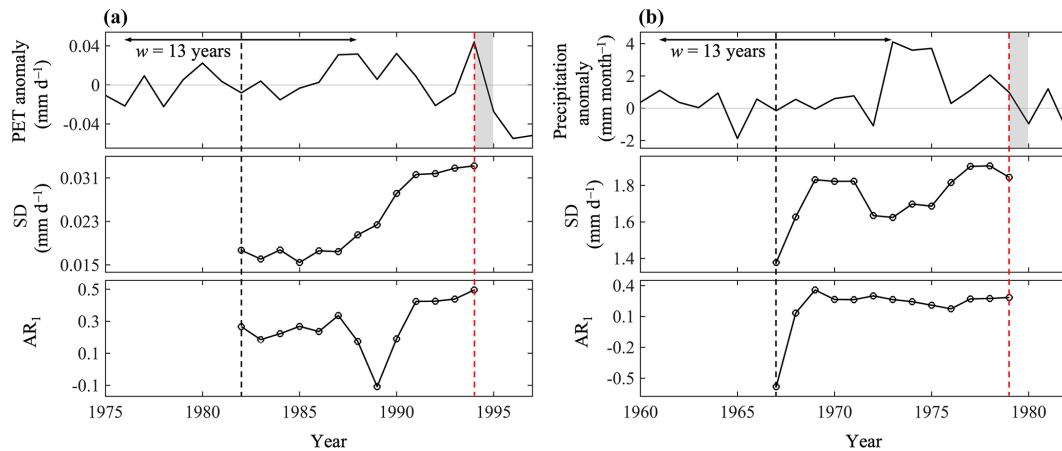 (a)
w = 13 years
PET anomaly
(mm d⁻¹)
0.04
0
-0.04
SD
(mm d⁻¹)
0.031
0.023
0.015
AR₁
0.5
0.3
0.1
-0.1
1975 1980 1985 1990 1995
Year
(b)
w = 13 years
Precipitation
anomaly
(mm month⁻¹)
4
2
0
-2
SD
(mm d⁻¹)
1.8
1.6
1.4
AR₁
0.4
0.1
-0.2
-0.5
1960 1965 1970 1975 1980
Year